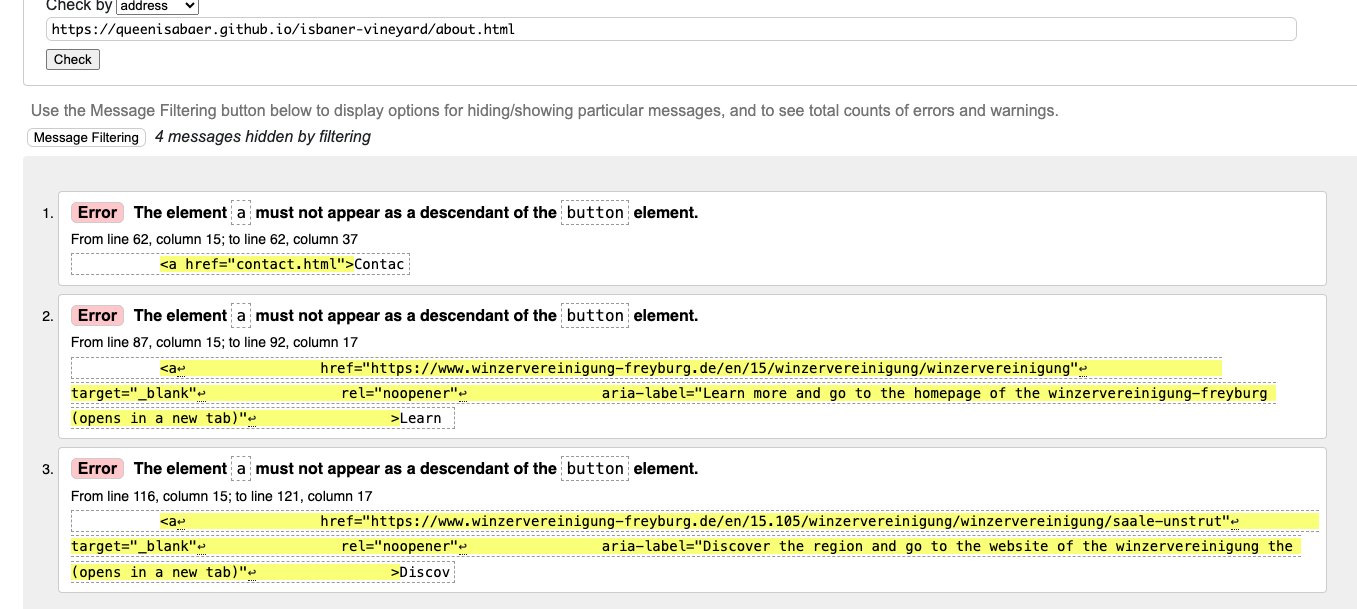 Check by address
https://queenisabaer.github.io/isbaner-vineyard/about.html
Check
Use the Message Filtering button below to display options for hiding/showing particular messages, and to see total counts of errors and warnings.
Message Filtering 4 messages hidden by filtering
1. Error The element a must not appear as a descendant of the button element.
From line 62, column 15; to line 62, column 37
<a href="contact.html">Contac
2. Error The element a must not appear as a descendant of the button element.
From line 87, column 15; to line 92, column 17
<a↩ href="https://www.winzervereinigung-freyburg.de/en/15/winzervereinigung/winzervereinigung"↩
target="_blank"↩ rel="noopener"↩ aria-label="Learn more and go to the homepage of the winzervereinigung-freyburg
(opens in a new tab)"↩ >Learn
3. Error The element a must not appear as a descendant of the button element.
From line 116, column 15; to line 121, column 17
<a↩ href="https://www.winzervereinigung-freyburg.de/en/15.105/winzervereinigung/winzervereinigung/saale-unstrut"↩
target="_blank"↩ rel="noopener"↩ aria-label="Discover the region and go to the website of the winzervereinigung the
(opens in a new tab)"↩ >Discov